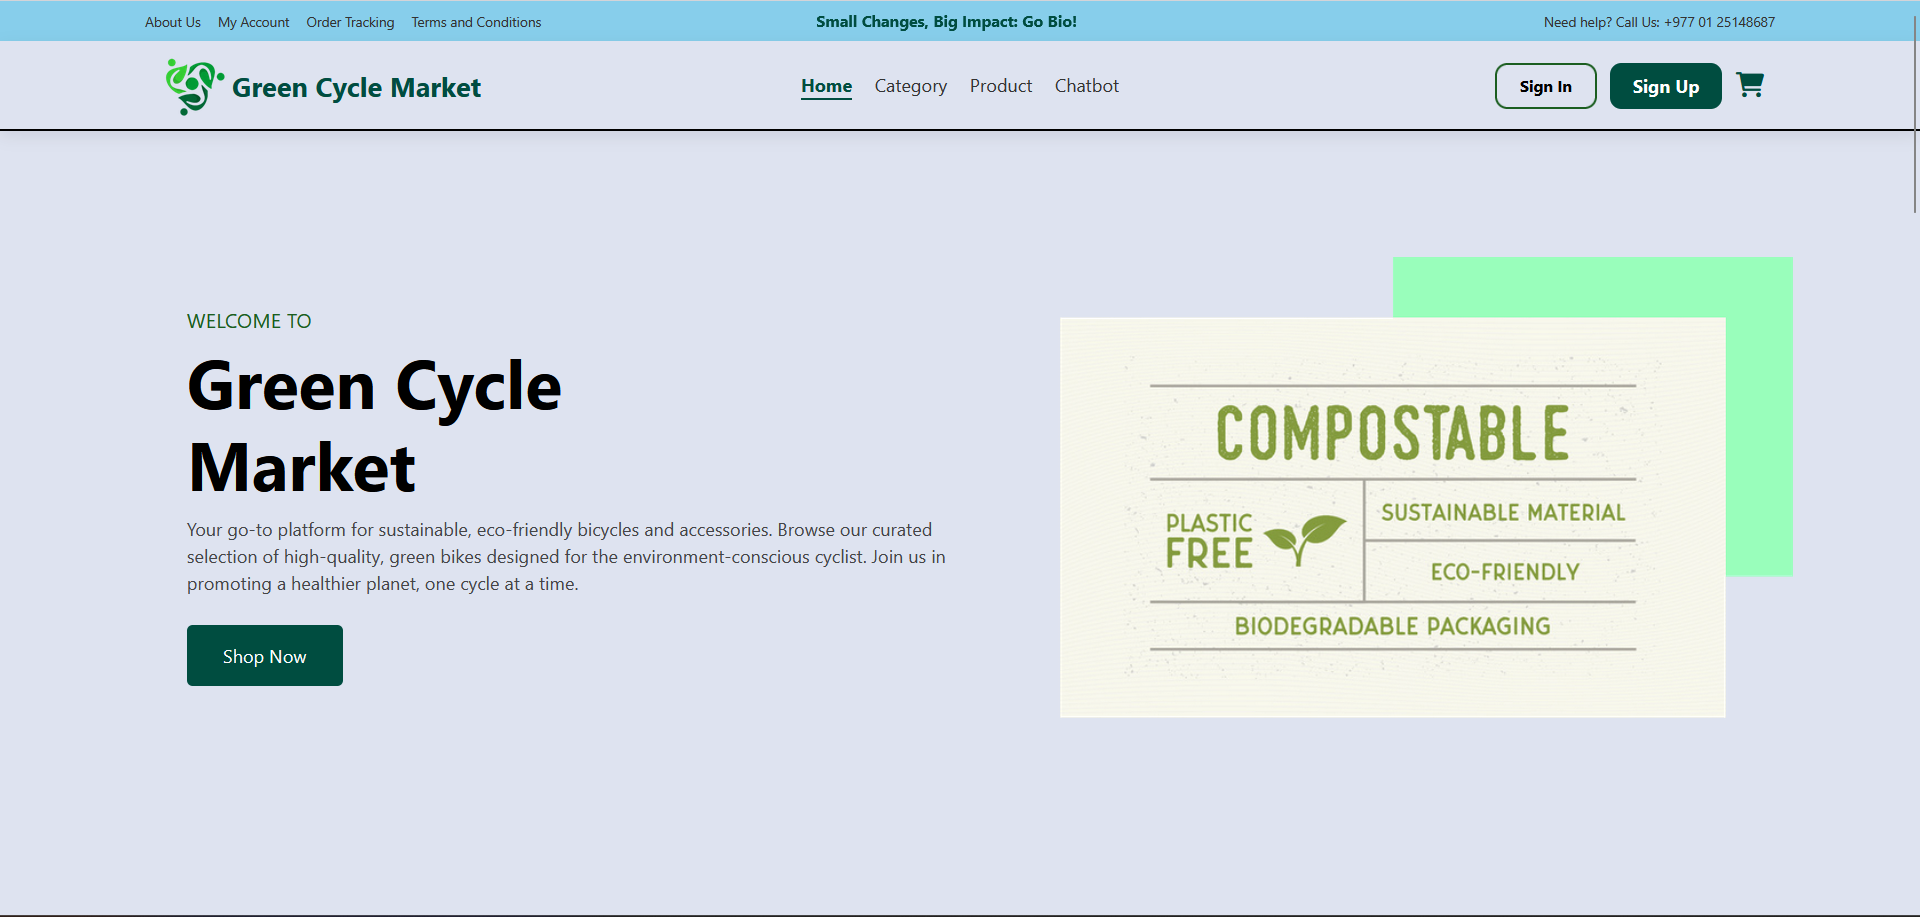 About Us My Account Order Tracking Terms and Conditions Small Changes, Big Impact: Go Bio! Need help? Call Us: +977 01 25148687
Green Cycle Market Home Category Product Chatbot Sign In Sign Up
WELCOME TO
Green Cycle
Market
Your go-to platform for sustainable, eco-friendly bicycles and accessories. Browse our curated
selection of high-quality, green bikes designed for the environment-conscious cyclist. Join us in
promoting a healthier planet, one cycle at a time.
Shop Now
COMPOSTABLE
PLASTIC
FREE
SUSTAINABLE MATERIAL
ECO-FRIENDLY
BIODEGRADABLE PACKAGING